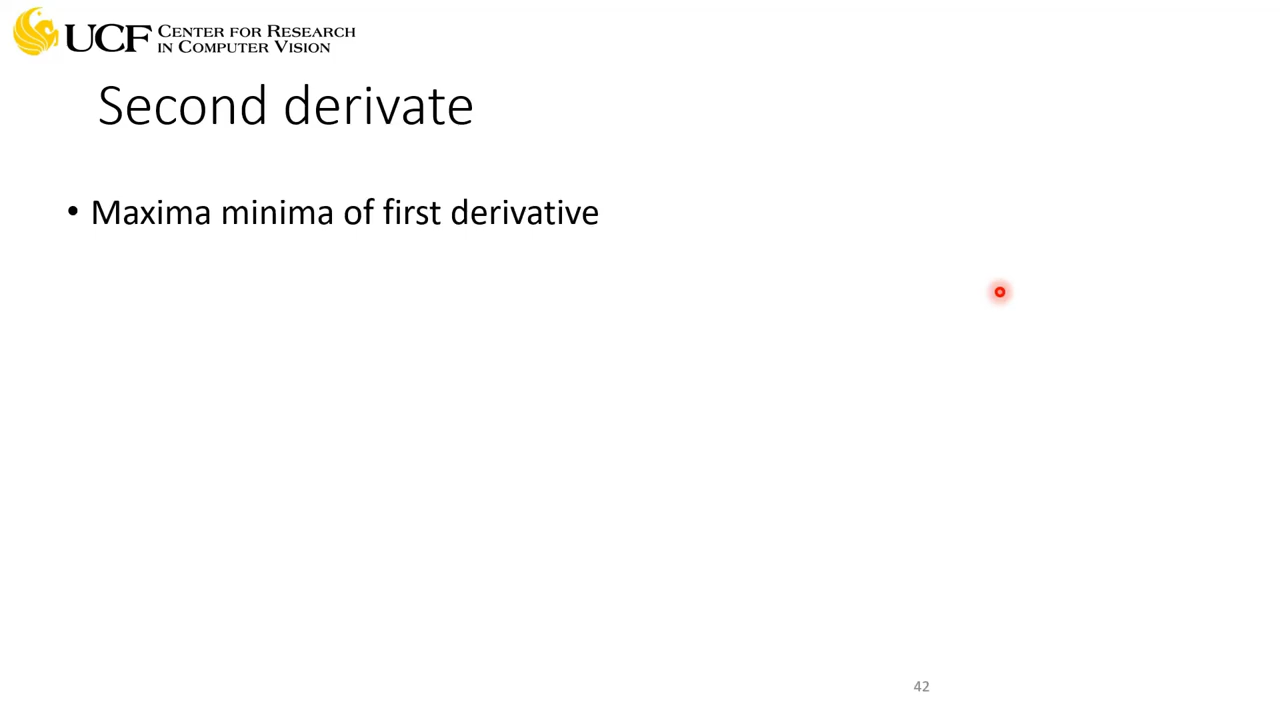 UCF CENTER FOR RESEARCH
IN COMPUTER VISION
Second derivate
• Maxima minima of first derivative
42